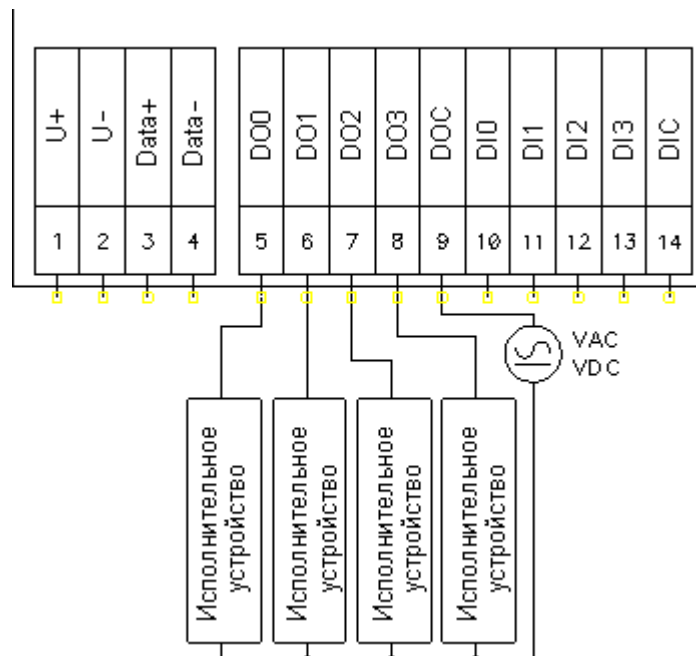 U+ U- Data+ Data- DO0 DO1 DO2 DO3 DOC DI0 DI1 DI2 DI3 DIC
1 2 3 4 5 6 7 8 9 10 11 12 13 14
VAC
VDC
Исполнительное
устройство
Исполнительное
устройство
Исполнительное
устройство
Исполнительное
устройство